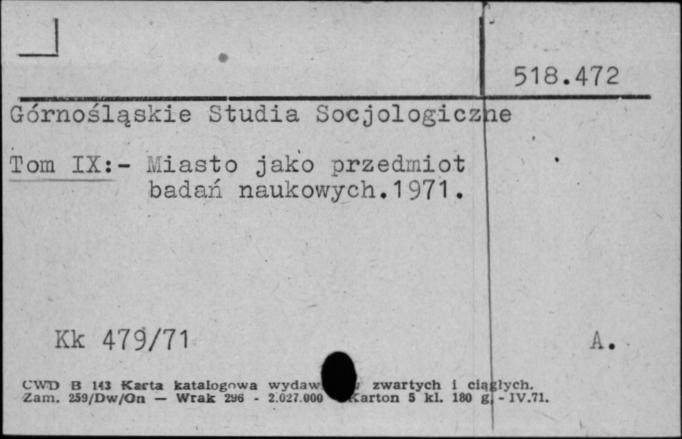 518.472
Górnośląskie Studia Socjologiczne
Tom IX:- Miasto jako przedmiot
badań naukowych.1971.
Kk 479/71 A.
CWD B 143 Karta katalogowa wydaw zwartych i ciągłych.
Zam. 259/Dw/On — Wrak 296 - 2.027.000 Karton 5 kl. 180 g. - IV.71.